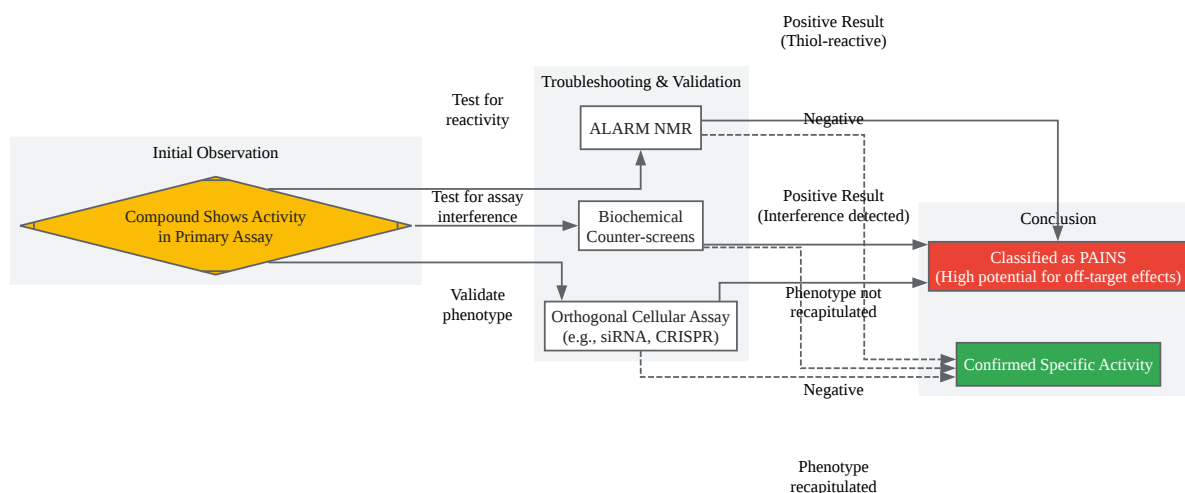 Positive Result
(Thiol-reactive)
Troubleshooting & Validation
Test for
reactivity
ALARM NMR
Negative
Initial Observation
Compound Shows Activity
in Primary Assay
Test for assay
interference
Biochemical
Counter-screens
Positive Result
(Interference detected)
Conclusion
Classified as PAINS
(High potential for off-target effects)
Validate
phenotype
Orthogonal Cellular Assay
(e.g., siRNA, CRISPR)
Phenotype not
recapitulated
Confirmed Specific Activity
Negative
Phenotype
recapitulated